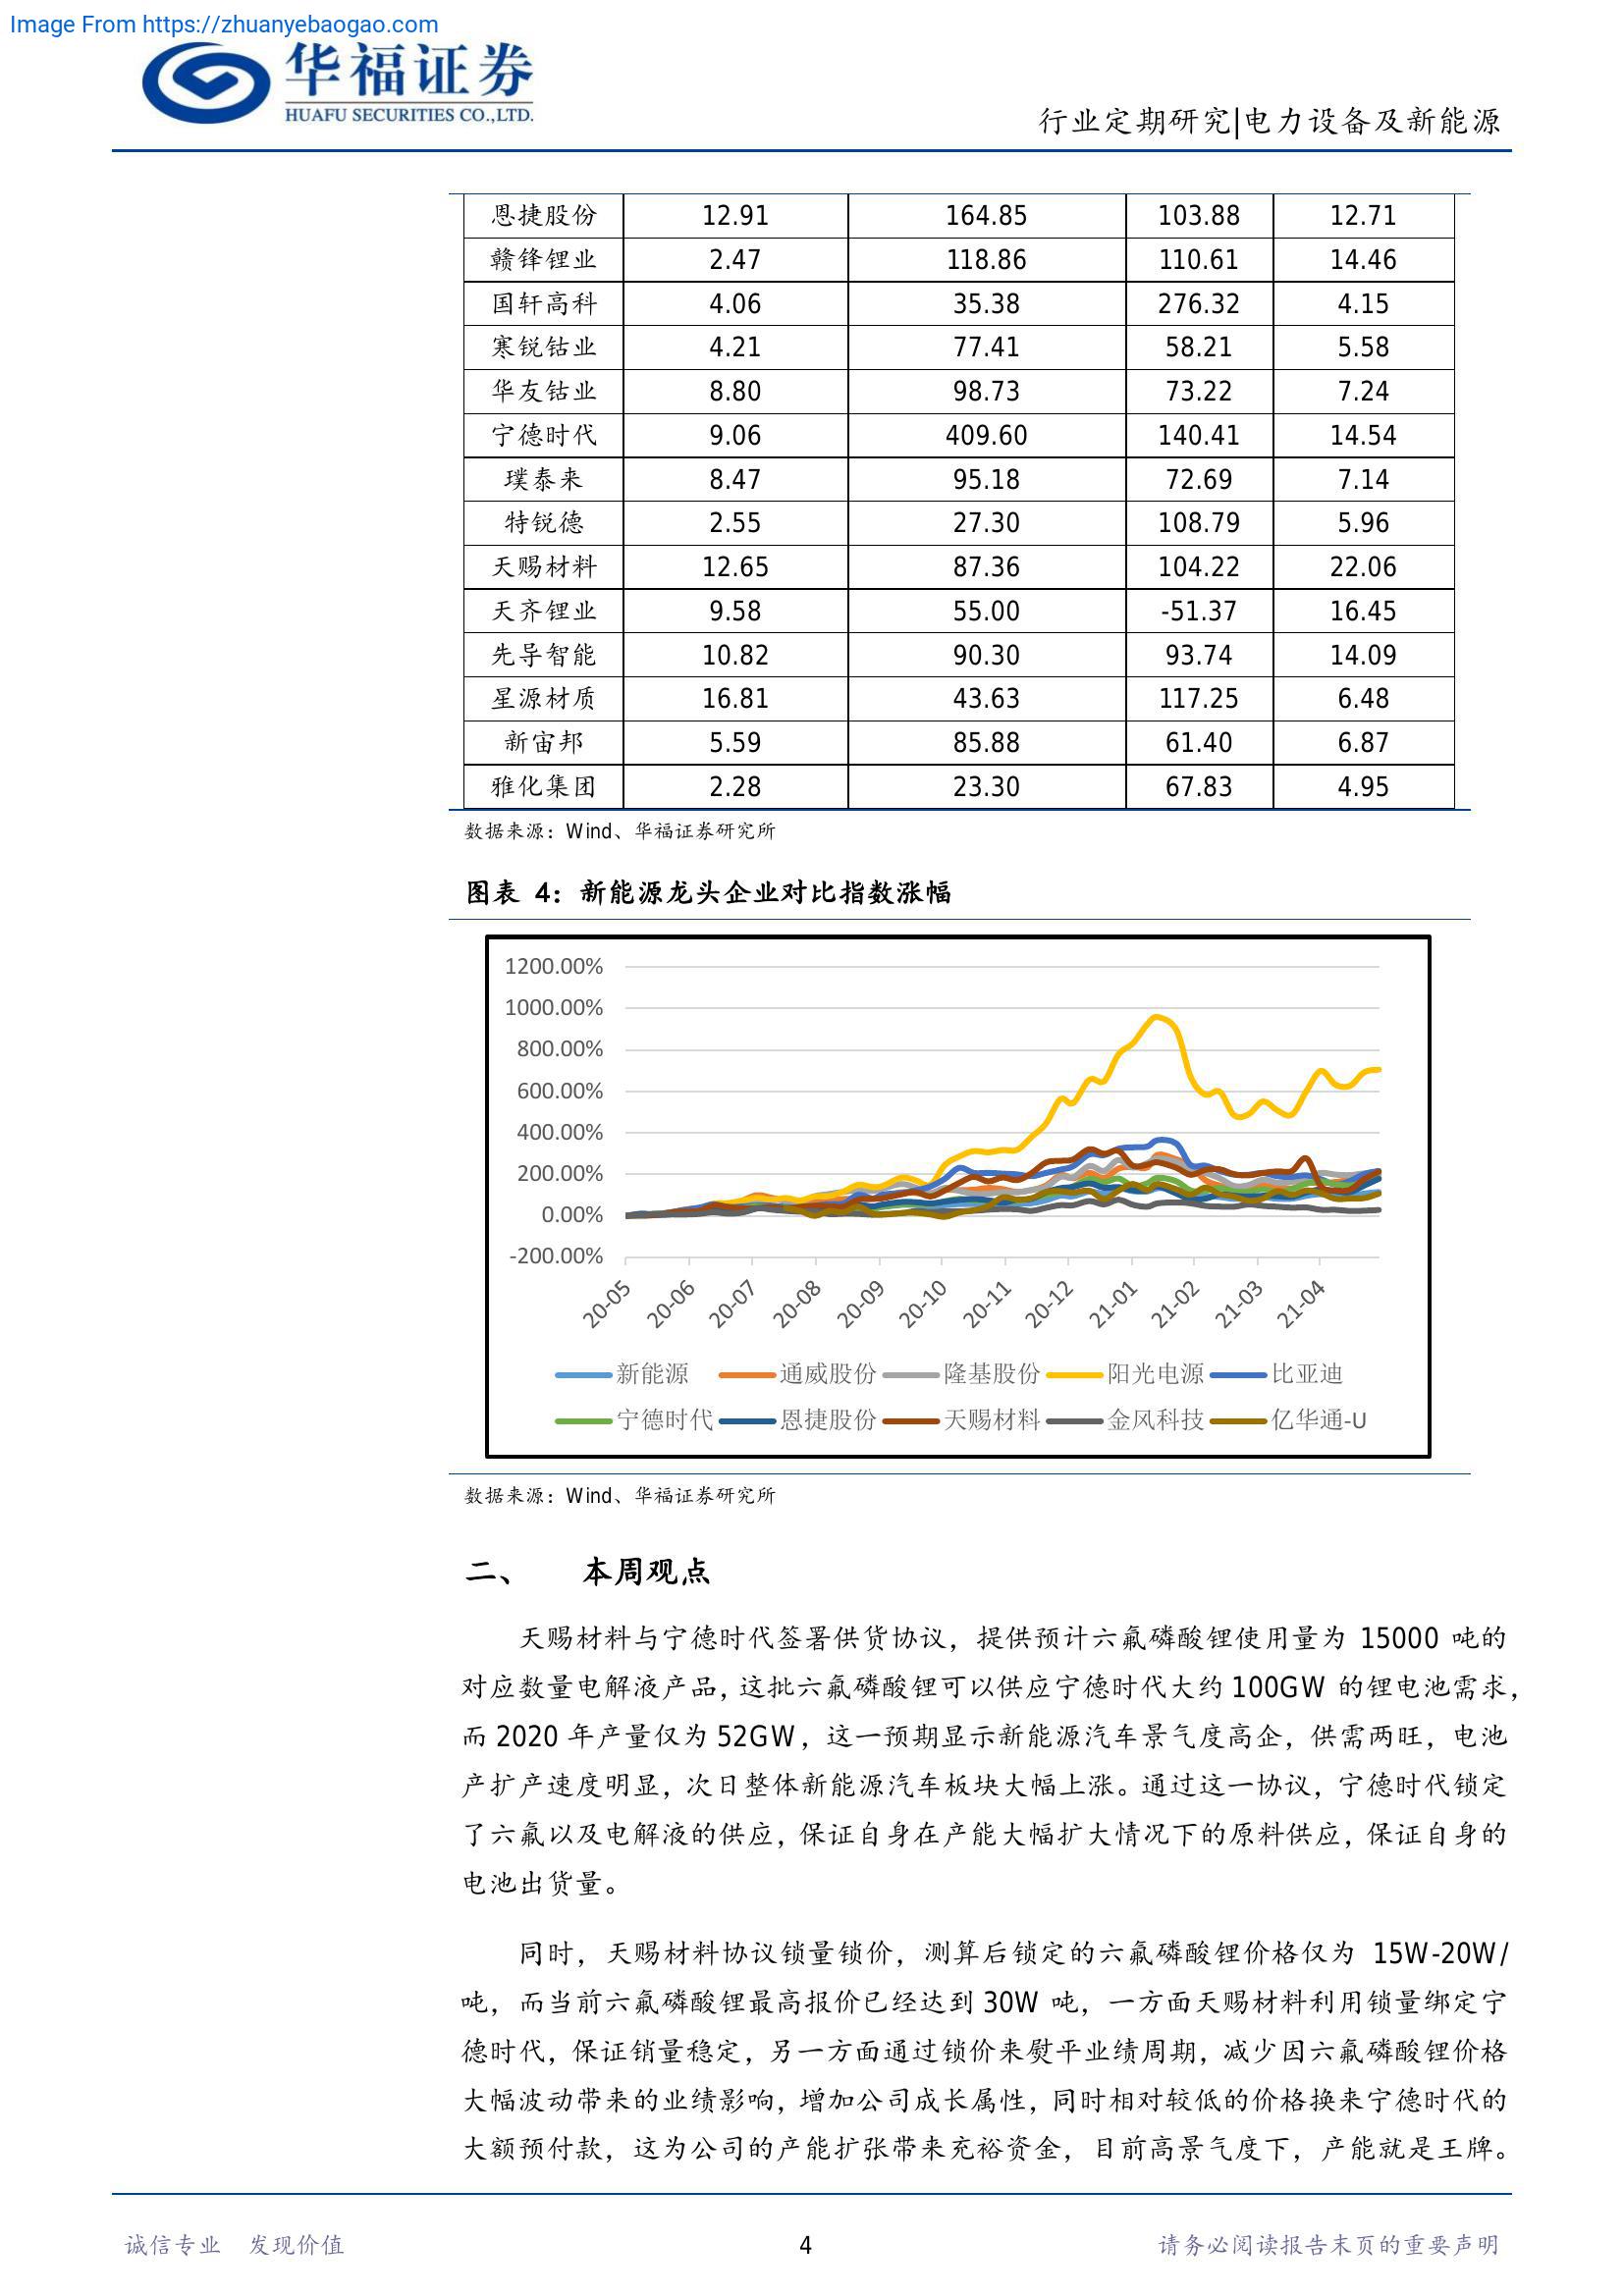 Image From https://zhuanyebaogao.com
华福证券
HUAFU SECURITIES CO.,LTD.
行业定期研究|电力设备及新能源
恩捷股份 12.91 164.85 103.88 12.71
赣锋锂业 2.47 118.86 110.61 14.46
国轩高科 4.06 35.38 276.32 4.15
寒锐钴业 4.21 77.41 58.21 5.58
华友钴业 8.80 98.73 73.22 7.24
宁德时代 9.06 409.60 140.41 14.54
璞泰来 8.47 95.18 72.69 7.14
特锐德 2.55 27.30 108.79 5.96
天赐材料 12.65 87.36 104.22 22.06
天齐锂业 9.58 55.00 -51.37 16.45
先导智能 10.82 90.30 93.74 14.09
星源材质 16.81 43.63 117.25 6.48
新宙邦 5.59 85.88 61.40 6.87
雅化集团 2.28 23.30 67.83 4.95
数据来源：Wind、华福证券研究所
图表 4：新能源龙头企业对比指数涨幅
1200.00%
1000.00%
800.00%
600.00%
400.00%
200.00%
0.00%
-200.00%
20-05 20-06 20-07 20-08 20-09 20-10 20-11 20-12 21-01 21-02 21-03 21-04
新能源 通威股份 隆基股份 阳光电源 比亚迪
宁德时代 恩捷股份 天赐材料 金风科技 亿华通-U
数据来源：Wind、华福证券研究所
二、 本周观点
天赐材料与宁德时代签署供货协议，提供预计六氟磷酸锂使用量为 15000 吨的
对应数量电解液产品，这批六氟磷酸锂可以供应宁德时代大约 100GW 的锂电池需求，
而 2020 年产量仅为 52GW，这一预期显示新能源汽车景气度高企，供需两旺，电池
产扩产速度明显，次日整体新能源汽车板块大幅上涨。通过这一协议，宁德时代锁定
了六氟以及电解液的供应，保证自身在产能大幅扩大情况下的原料供应，保证自身的
电池出货量。
同时，天赐材料协议锁量锁价，测算后锁定的六氟磷酸锂价格仅为 15W-20W/
吨，而当前六氟磷酸锂最高报价已经达到 30W 吨，一方面天赐材料利用锁量绑定宁
德时代，保证销量稳定，另一方面通过锁价来熨平业绩周期，减少因六氟磷酸锂价格
大幅波动带来的业绩影响，增加公司成长属性，同时相对较低的价格换来宁德时代的
大额预付款，这为公司的产能扩张带来充裕资金，目前高景气度下，产能就是王牌。
诚信专业 发现价值 4 请务必阅读报告末页的重要声明